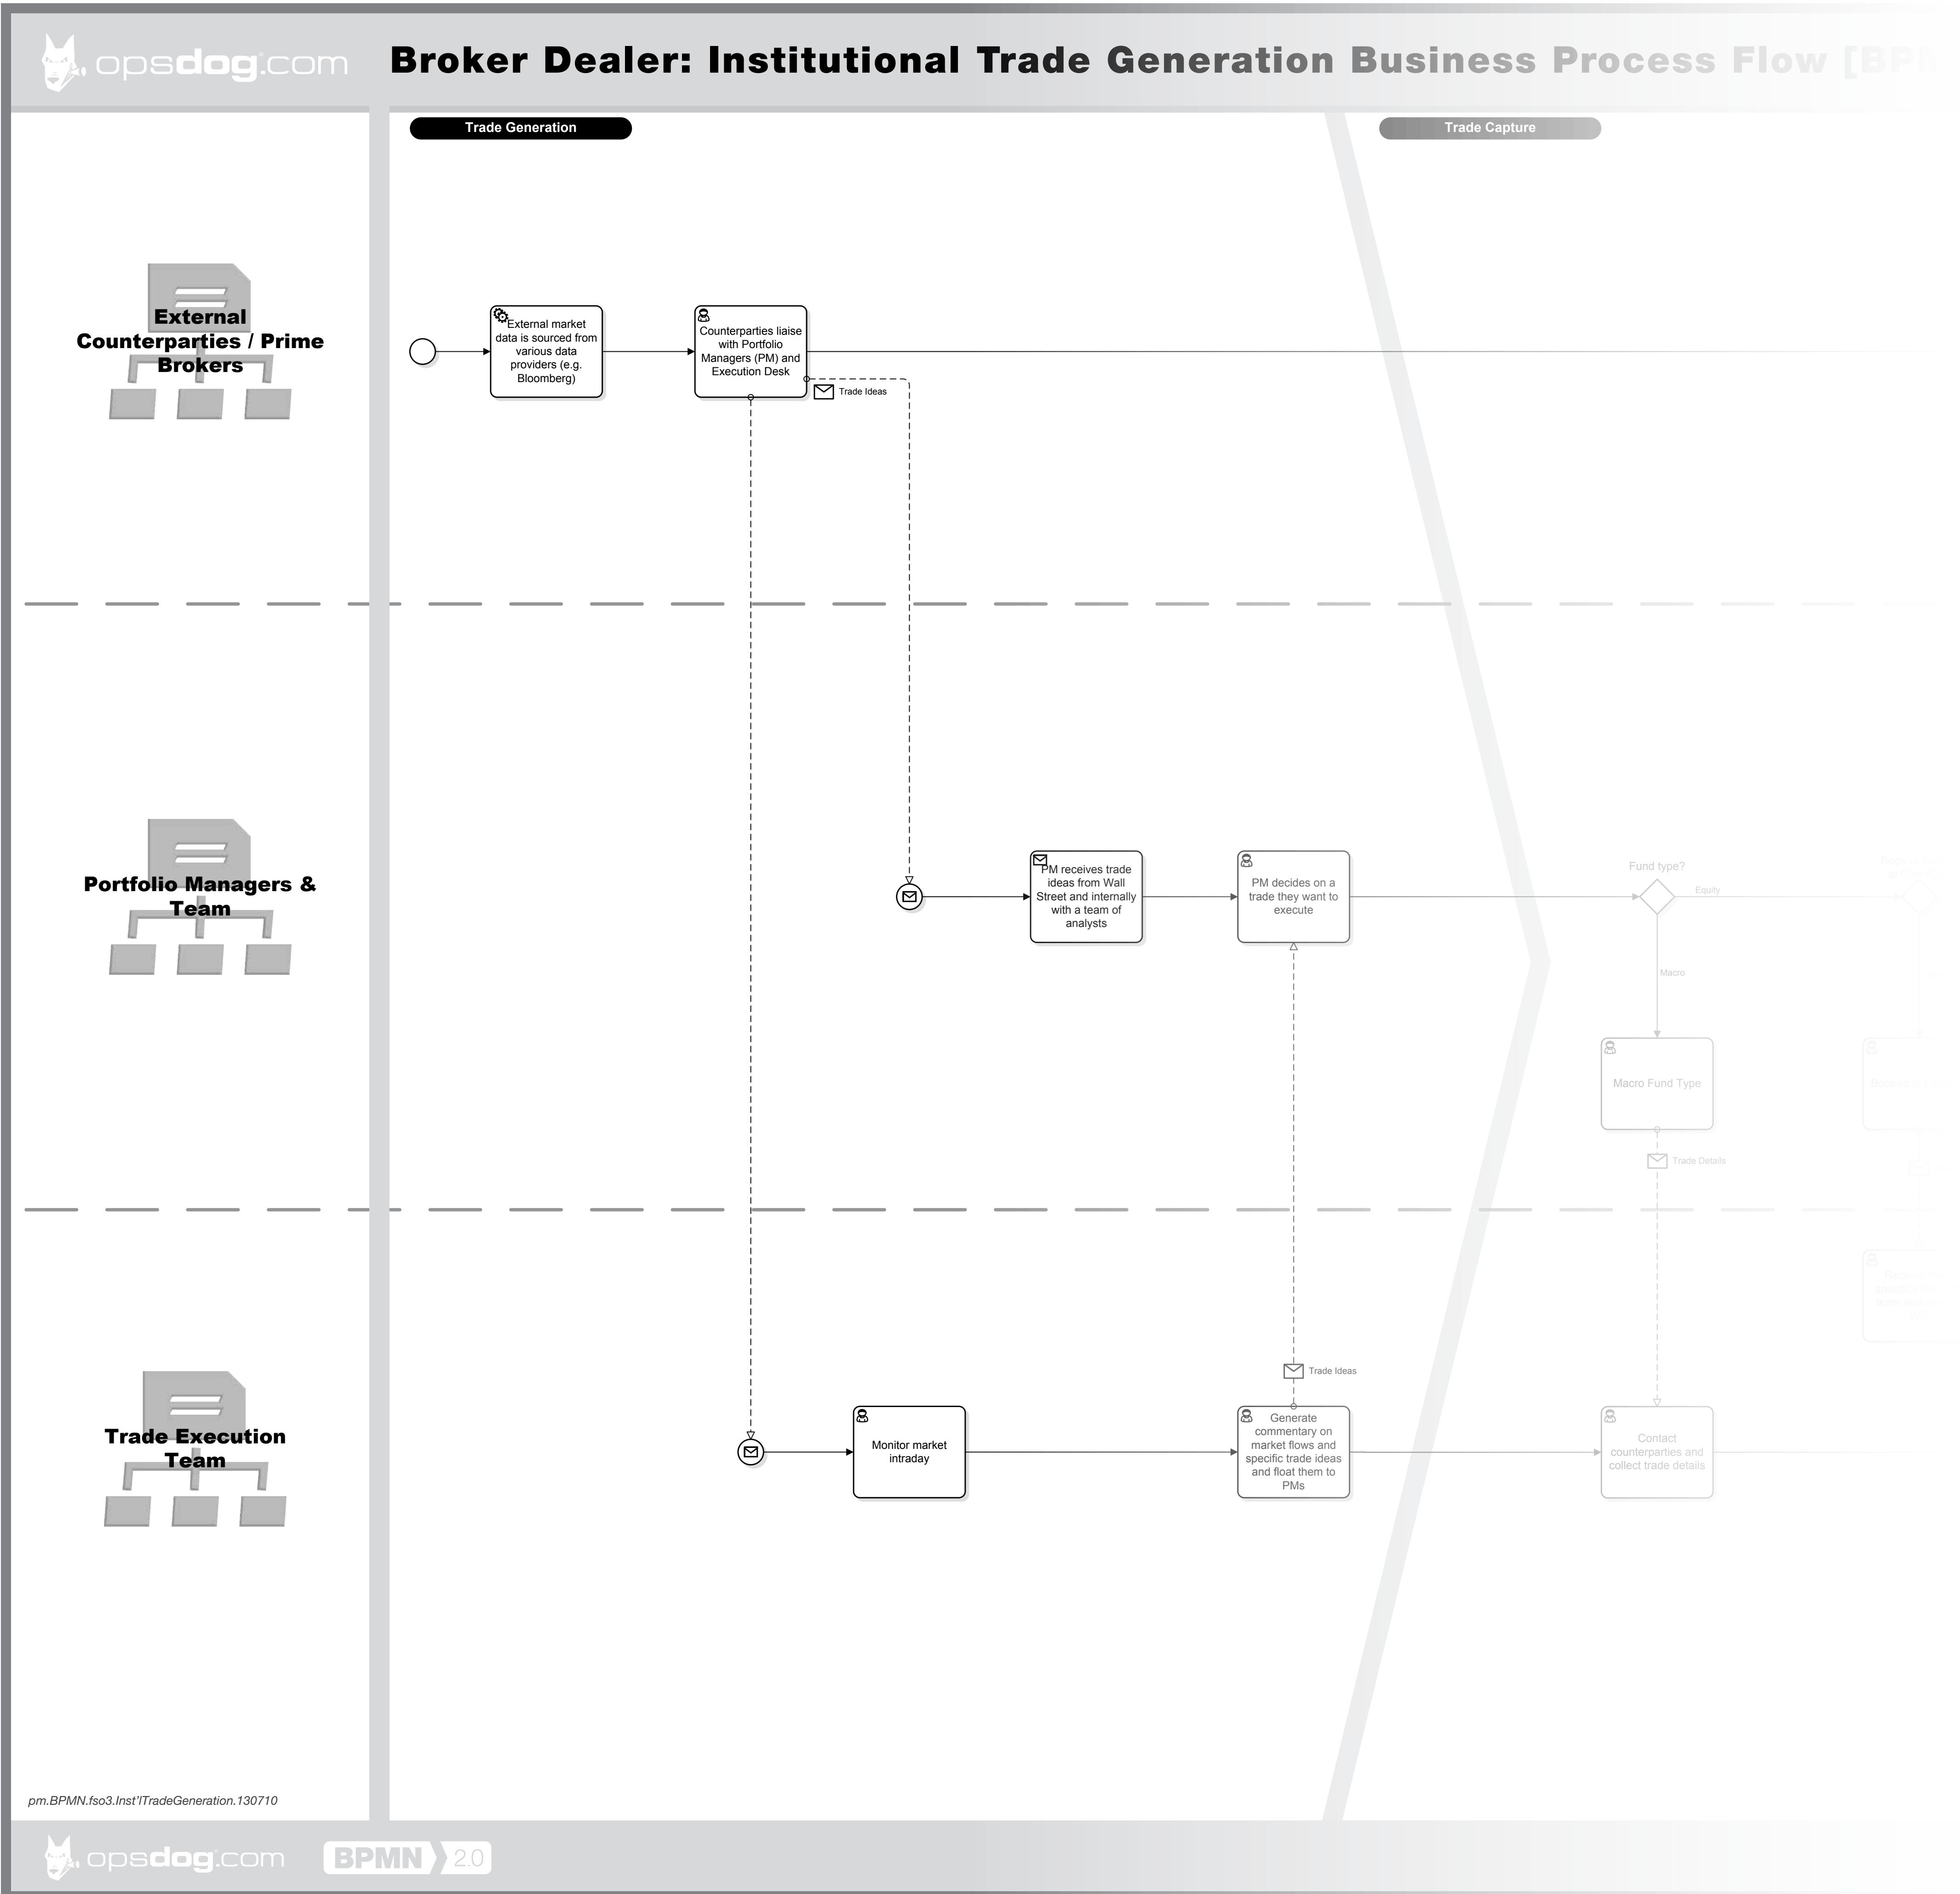 opsdog.com
Broker Dealer: Institutional Trade Generation Business Process Flow [BPM
Trade Generation
Trade Capture
External
Counterparties / Prime
Brokers
External market
data is sourced from
various data
providers (e.g.
Bloomberg)
Counterparties liaise
with Portfolio
Managers (PM) and
Execution Desk
Trade Ideas
Portfolio Managers &
Team
PM receives trade
ideas from Wall
Street and internally
with a team of
analysts
PM decides on a
trade they want to
execute
Fund type?
Equity
Macro
Macro Fund Type
Trade Details
Trade Execution
Team
Monitor market
intraday
Trade Ideas
Generate
commentary on
market flows and
specific trade ideas
and float them to
PMs
Contact
counterparties and
collect trade details
pm.BPMN.fso3.Inst'lTradeGeneration.130710
opsdog.com
BPMN 2.0